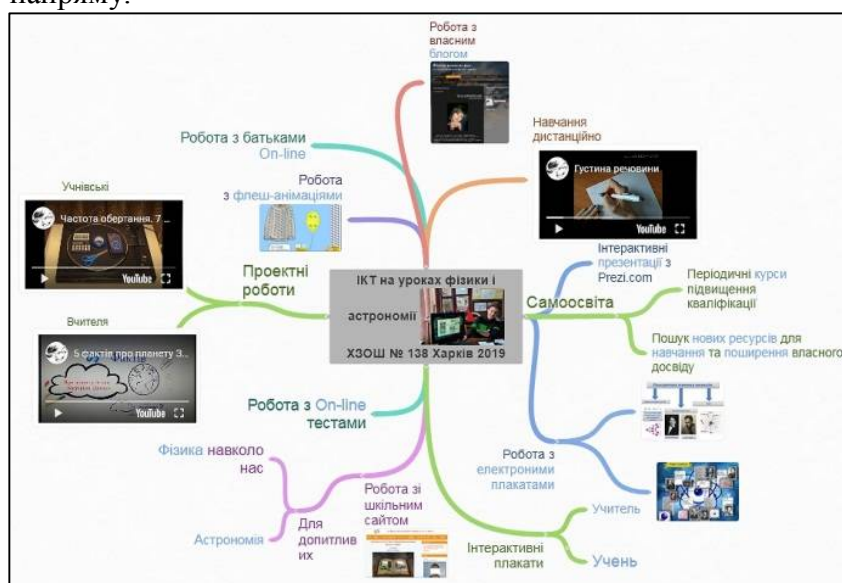 напряму.
Робота з
власним
блогом
Навчання
дистанційно
Густина речовини
YouTube
Робота з батьками
On-line
Робота
з флеш-анімаціями
Учнівські
Частота обертання. 7 ...
YouTube
Проектні
роботи
Вчителя
5 фактів про планету З...
YouTube
ІКТ на уроках фізики і
астрономії
ХЗОШ № 138 Харків 2019
Інтерактивні
презентації з
Prezi.com
Самоосвіта
Періодичні курси
підвищення
кваліфікації
Пошук нових ресурсів для
навчання та поширення власного
досвіду
Робота з
електроними
плакатами
Робота з On-line
тестами
Фізика навколо
нас
Астрономія
Для
допитлив
их
Робота зі
шкільним
сайтом
Інтерактивні
плакати
Учитель
Учень